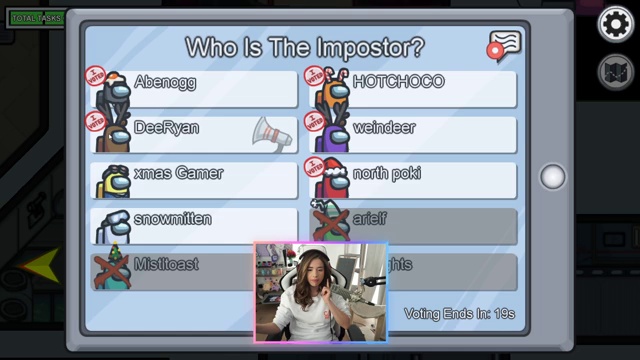 TOTAL TASKS
Who Is The Impostor?
I VOTED
Abenogg
I VOTED
HOTCHOCO
I VOTED
DeeRyan
I VOTED
weindeer
xmas Gamer
I VOTED
north poki
snowmitten
arielf
Mistltoast
ghts
Voting Ends In: 19s